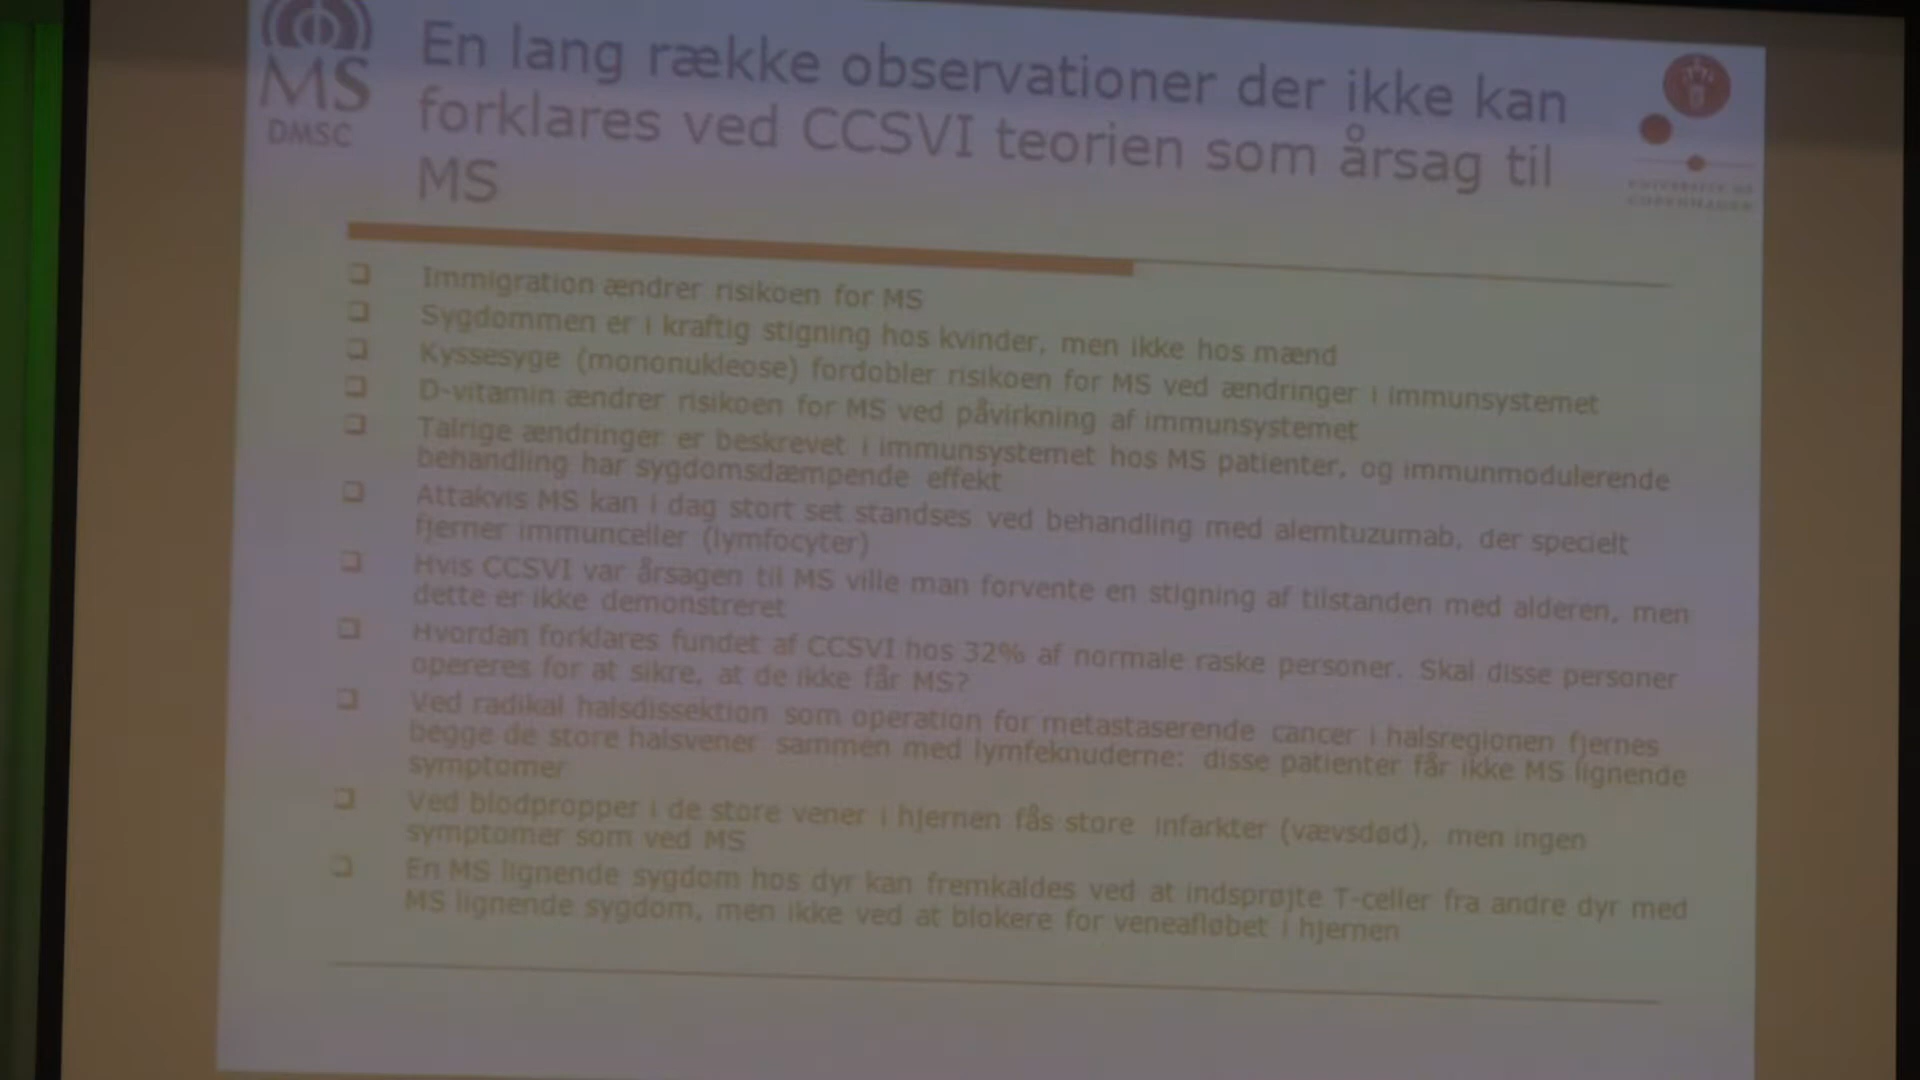 MS
DMSC
En lang række observationer der ikke kan
forklares ved CCSVI teorien som årsag til
MS
UNIVERSITY OF
COPENHAGEN
Immigration ændrer risikoen for MS
Sygdommen er i kraftig stigning hos kvinder, men ikke hos mænd
Kyssesyge (mononukleose) fordobler risikoen for MS ved ændringer i immunsystemet
D-vitamin ændrer risikoen for MS ved påvirkning af immunsystemet
Talrige ændringer er beskrevet i immunsystemet hos MS patienter, og immunmodulerende
behandling har sygdomsdæmpende effekt
Attakvis MS kan i dag stort set standses ved behandling med alemtuzumab, der specielt
fjerner immunceller (lymfocyter)
Hvis CCSVI var årsagen til MS ville man forvente en stigning af tilstanden med alderen, men
dette er ikke demonstreret
Hvordan forklares fundet af CCSVI hos 32% af normale raske personer. Skal disse personer
opereres for at sikre, at de ikke får MS?
Ved radikal halsdissektion som operation for metastaserende cancer i halsregionen fjernes
begge de store halsvener sammen med lymfeknuderne: disse patienter får ikke MS lignende
symptomer
Ved blodpropper i de store vener i hjernen fås store infarkter (vævsdød), men ingen
symptomer som ved MS
En MS lignende sygdom hos dyr kan fremkaldes ved at indsprøjte T-celler fra andre dyr med
MS lignende sygdom, men ikke ved at blokere for veneafløbet i hjernen